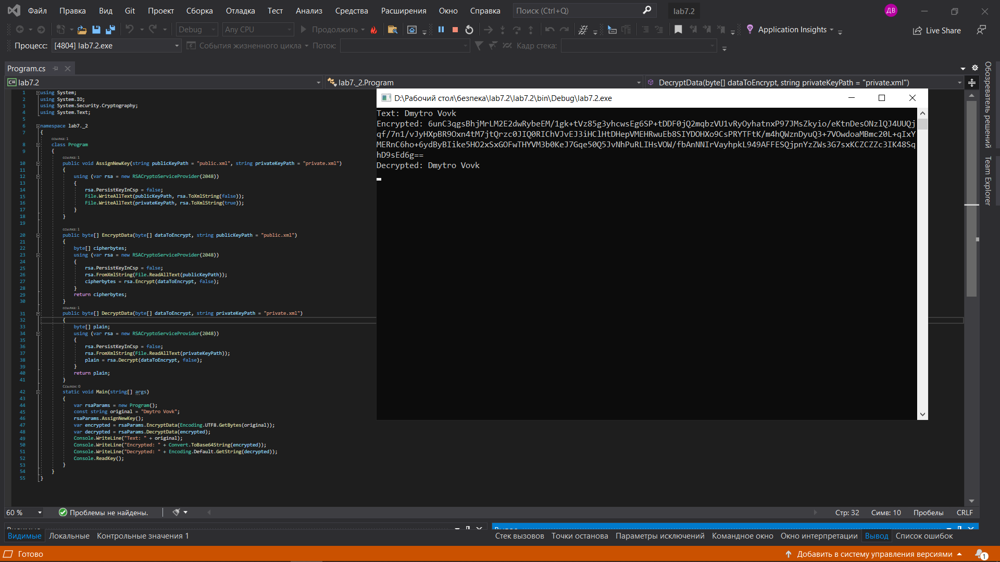 Файл Правка Вид Git Проект Сборка Отладка Тест Анализ Средства Расширения Окно Справка Поиск (Ctrl+Q) lab7.2 ДВ
Debug Any CPU Продолжить Application Insights Live Share
Процесс: [4804] lab7.2.exe События жизненного цикла Поток: Кадр стека:
Program.cs
C# lab7.2 lab7._2.Program DecryptData(byte[] dataToEncrypt, string privateKeyPath = "private.xml")
1 using System;
2 using System.IO;
3 using System.Security.Cryptography;
4 using System.Text;
5
6 namespace lab7._2
7 {
ссылка: 1
8 class Program
9 {
ссылка: 1
10 public void AssignNewKey(string publicKeyPath = "public.xml", string privateKeyPath = "private.xml")
11 {
12 using (var rsa = new RSACryptoServiceProvider(2048))
13 {
14 rsa.PersistKeyInCsp = false;
15 File.WriteAllText(publicKeyPath, rsa.ToXmlString(false));
16 File.WriteAllText(privateKeyPath, rsa.ToXmlString(true));
17 }
18 }
19
ссылка: 1
20 public byte[] EncryptData(byte[] dataToEncrypt, string publicKeyPath = "public.xml")
21 {
22 byte[] cipherbytes;
23 using (var rsa = new RSACryptoServiceProvider(2048))
24 {
25 rsa.PersistKeyInCsp = false;
26 rsa.FromXmlString(File.ReadAllText(publicKeyPath));
27 cipherbytes = rsa.Encrypt(dataToEncrypt, false);
28 }
29 return cipherbytes;
30 }
ссылка: 1
31 public byte[] DecryptData(byte[] dataToEncrypt, string privateKeyPath = "private.xml")
32 {
33 byte[] plain;
34 using (var rsa = new RSACryptoServiceProvider(2048))
35 {
36 rsa.PersistKeyInCsp = false;
37 rsa.FromXmlString(File.ReadAllText(privateKeyPath));
38 plain = rsa.Decrypt(dataToEncrypt, false);
39 }
40 return plain;
41 }
Ссылок: 0
42 static void Main(string[] args)
43 {
44 var rsaParams = new Program();
45 const string original = "Dmytro Vovk";
46 rsaParams.AssignNewKey();
47 var encrypted = rsaParams.EncryptData(Encoding.UTF8.GetBytes(original));
48 var decrypted = rsaParams.DecryptData(encrypted);
49 Console.WriteLine("Text: " + original);
50 Console.WriteLine("Encrypted: " + Convert.ToBase64String(encrypted));
51 Console.WriteLine("Decrypted: " + Encoding.Default.GetString(decrypted));
52 Console.ReadKey();
53 }
54 }
55 }
D:\Рабочий стол\безпека\lab7.2\lab7.2\bin\Debug\lab7.2.exe
Text: Dmytro Vovk
Encrypted: 6unC3qgsBhjMrLM2E2dwRybeEM/1gk+tVz85g3yhcwsEg6SP+tDDF0jQ2mqbzVU1vRyOyhatnxP97JMsZkyio/eKtnDesONzlQJ4UUQj
qf/7n1/vJyHXpBR9Oxn4tM7jtQrzc0JIQ0RIChVJvEJ3iHClHtDHepVMEHRwuEb8SIYDOHXo9CsPRYTFtK/m4hQWznDyuQ3+7VOwdoaMBmc20L+qIxY
MERnC6ho+6ydByBIike5HO2xSxGOFwTHYVM3b0KeJ7Gqe50Q5JvNhPuRLIHsVOW/fbAnNNIrVayhpkL949AFFESQjpnYzZWs3G7sxKCZCZZc3IK48Sq
hD9sEd6g==
Decrypted: Dmytro Vovk
Обозреватель решений
Team Explorer
60 % Проблемы не найдены. Стр: 32 Симв: 10 Пробелы CRLF
Видимые Локальные Контрольные значения 1 Стек вызовов Точки останова Параметры исключений Командное окно Окно интерпретации Вывод Список ошибок
Готово Добавить в систему управления версиями 1